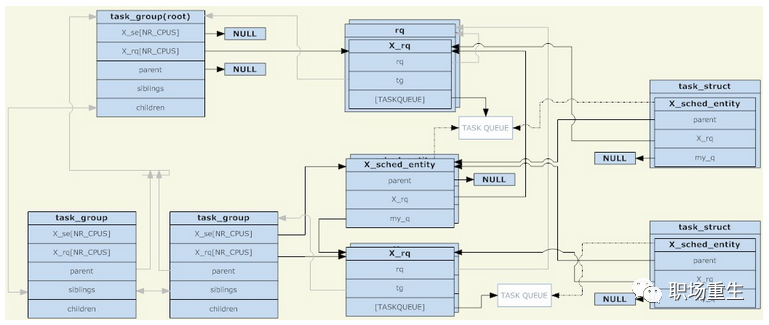 task_group(root)
X_se[NR_CPUS]
X_rq[NR_CPUS]
parent
siblings
children
NULL
NULL
rq
X_rq
rq
tg
[TASKQUEUE]
TASK QUEUE
task_struct
X_sched_entity
parent
X_rq
my_q
NULL
X_sched_entity
parent
X_rq
my_q
NULL
task_group
X_se[NR_CPUS]
X_rq[NR_CPUS]
parent
siblings
children
task_group
X_se[NR_CPUS]
X_rq[NR_CPUS]
parent
siblings
children
X_rq
rq
tg
[TASKQUEUE]
TASK QUEUE
task_struct
X_sched_entity
parent
X_rq
NULL
职场重生